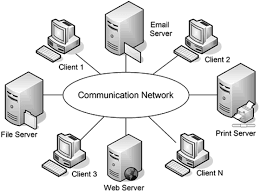 Email
Server
Client 1
Client 2
Communication Network
File Server
Print Server
Client 3
Web Server
Client N